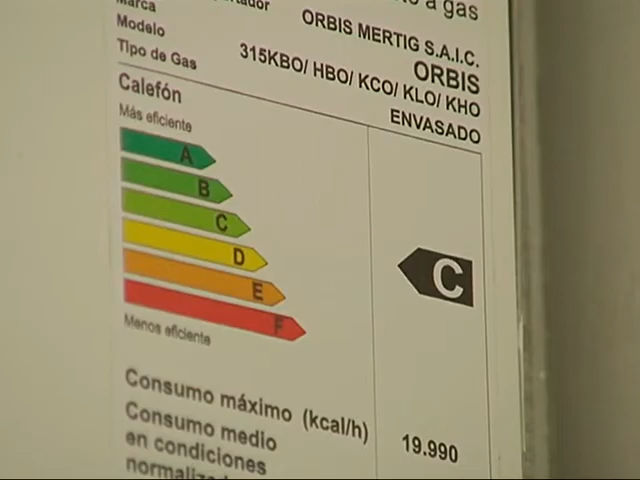 a gas
ORBIS MERTIG S.A.I.C.
Marca ORBIS
Modelo 315KBO/ HBO/ KCO/ KLO/ KHO
Tipo de Gas ENVASADO
Calefón
Más eficiente
A
B
C
D
E
F
C
Menos eficiente
Consumo máximo (kcal/h) 19.990
Consumo medio
en condiciones